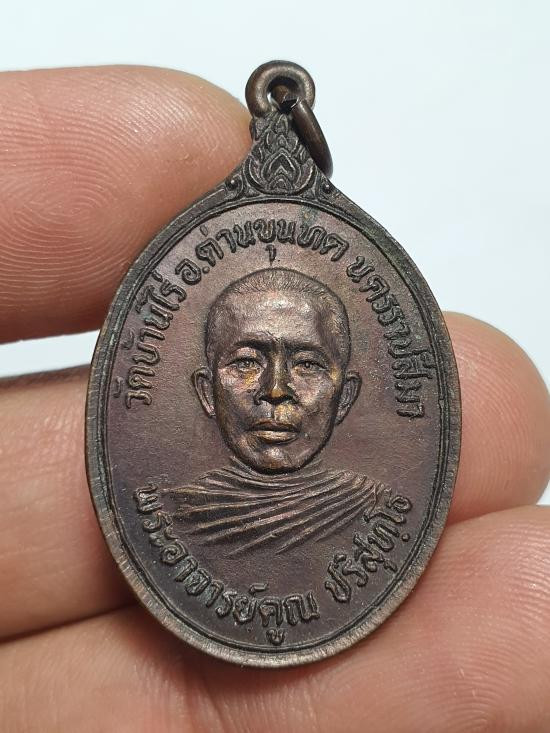 วัดบ้านไร่ อ.ด่านขุนทด นครราชสีมา
พระอาจารย์คูณ ปริสุทฺโธ